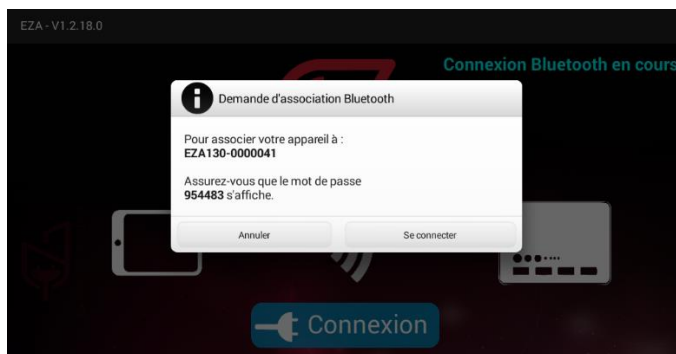 EZA - V1.2.18.0
Connexion Bluetooth en cours
Demande d'association Bluetooth
Pour associer votre appareil à :
EZA130-0000041
Assurez-vous que le mot de passe
954483 s'affiche.
Annuler
Se connecter
Connexion